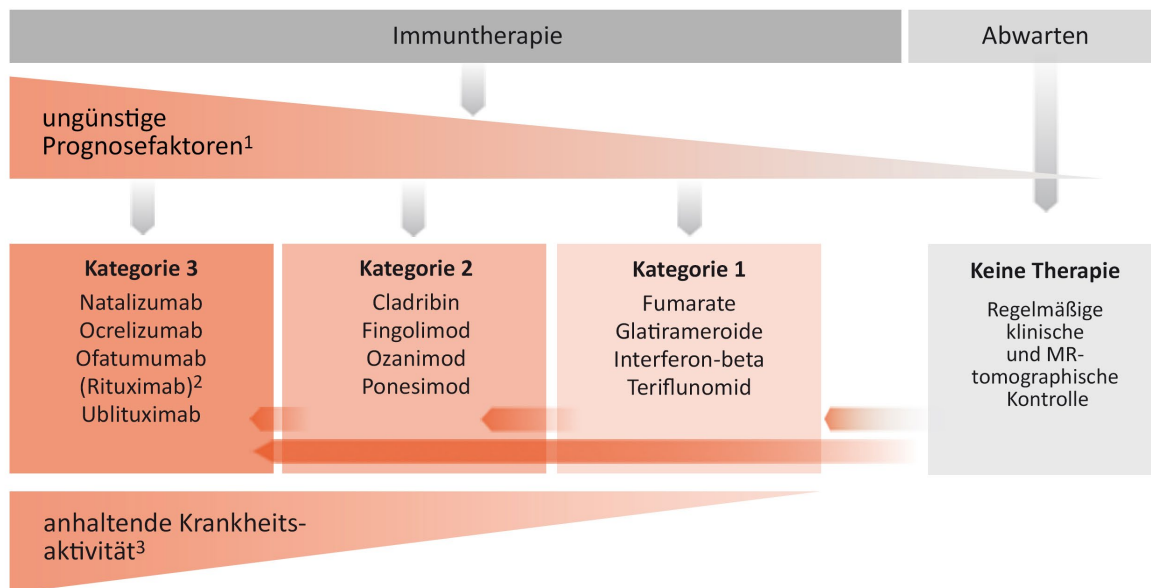 Immuntherapie
Abwarten
ungünstige
Prognosefaktoren1
Kategorie 3
Natalizumab
Ocrelizumab
Ofatumumab
(Rituximab)2
Ublituximab
Kategorie 2
Cladribin
Fingolimod
Ozanimod
Ponesimod
Kategorie 1
Fumarate
Glatirameroide
Interferon-beta
Teriflunomid
Keine Therapie
Regelmäßige
klinische
und MR-
tomographische
Kontrolle
anhaltende Krankheits-
aktivität3